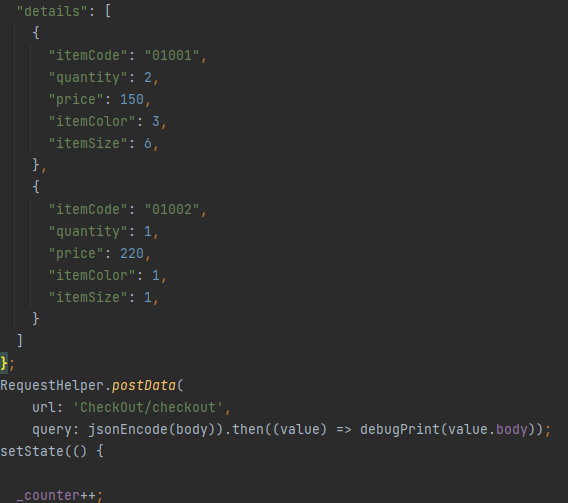 "details": [
{
"itemCode": "01001",
"quantity": 2,
"price": 150,
"itemColor": 3,
"itemSize": 6,
},
{
"itemCode": "01002",
"quantity": 1,
"price": 220,
"itemColor": 1,
"itemSize": 1,
}
]
};
RequestHelper.postData(
url: 'CheckOut/checkout',
query: jsonEncode(body)).then((value) => debugPrint(value.body));
setState(() {
_counter++;